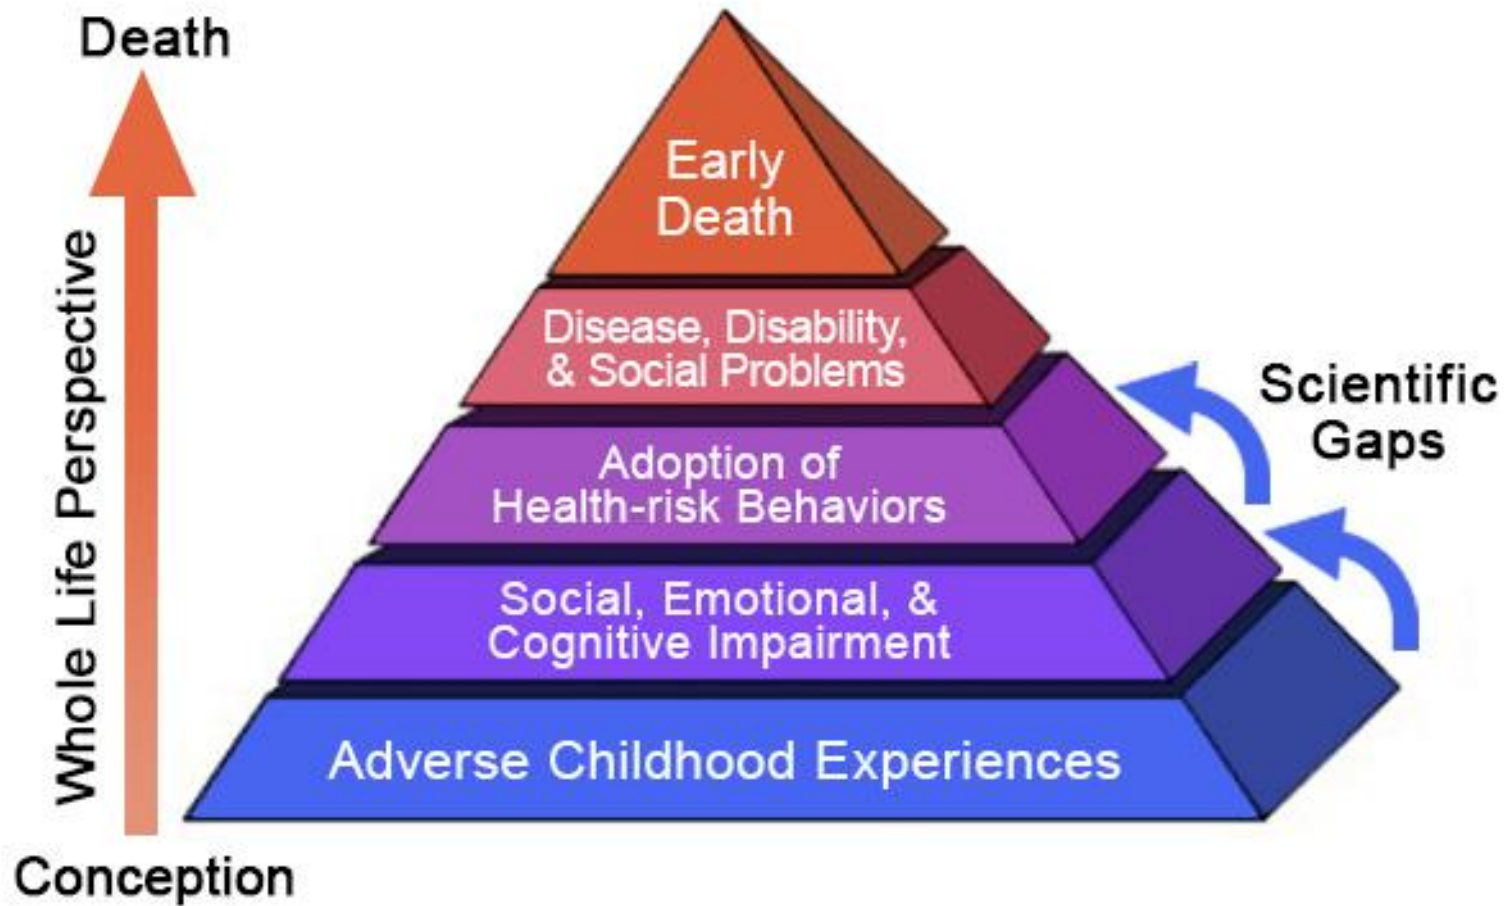 Death
Whole Life Perspective
Conception
Early
Death
Disease, Disability,
& Social Problems
Adoption of
Health-risk Behaviors
Social, Emotional, &
Cognitive Impairment
Adverse Childhood Experiences
Scientific
Gaps